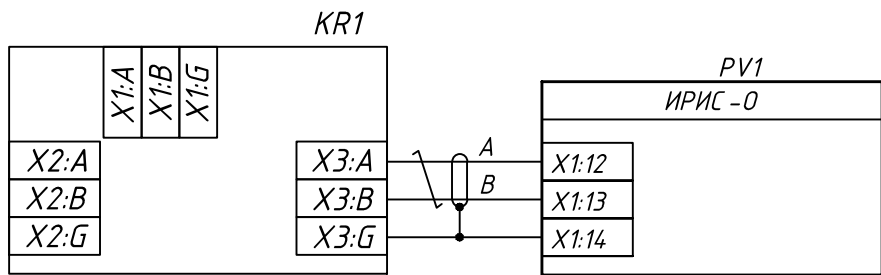 KR1
PV1
X1:A
X1:B
X1:G
ИРИС-0
X2:A
X2:B
X2:G
X3:A
X3:B
X3:G
A
B
X1:12
X1:13
X1:14